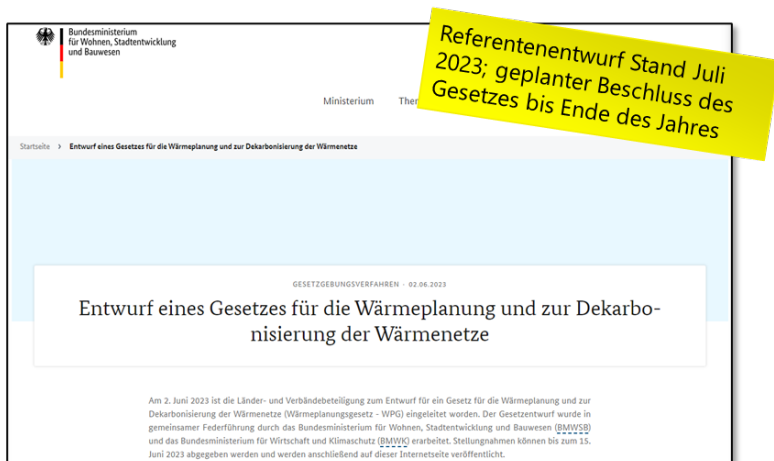 Bundesministerium
für Wohnen, Stadtentwicklung
und Bauwesen
Referentenentwurf Stand Juli
2023; geplanter Beschluss des
Gesetzes bis Ende des Jahres
Ministerium
Startseite > Entwurf eines Gesetzes für die Wärmeplanung und zur Dekarbonisierung der Wärmenetze
GESETZGEBUNGSVERFAHREN - 02.06.2023
Entwurf eines Gesetzes für die Wärmeplanung und zur Dekarbo-
nisierung der Wärmenetze
Am 2. Juni 2023 ist die Länder- und Verbändebeteiligung zum Entwurf für ein Gesetz für die Wärmeplanung und zur
Dekarbonisierung der Wärmenetze (Wärmeplanungsgesetz - WPG) eingeleitet worden. Der Gesetzentwurf wurde in
gemeinsamer Federführung durch das Bundesministerium für Wohnen, Stadtentwicklung und Bauwesen (BMWSB)
und das Bundesministerium für Wirtschaft und Klimaschutz (BMWK) erarbeitet. Stellungnahmen können bis zum 15.
Juni 2023 abgegeben werden und werden anschließend auf dieser Internetseite veröffentlicht.